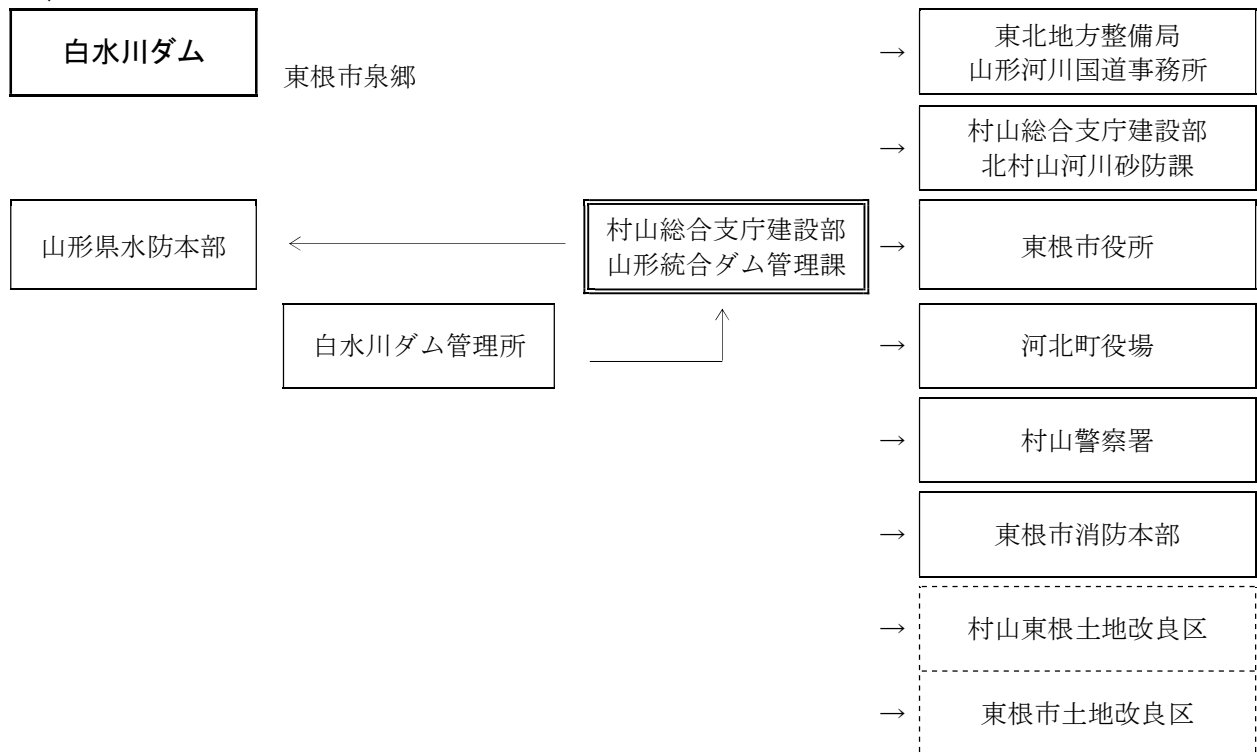 白水川ダム
東根市泉郷
→
東北地方整備局
山形河川国道事務所
→
村山総合支庁建設部
北村山河川砂防課
山形県水防本部
村山総合支庁建設部
山形統合ダム管理課
→
東根市役所
白水川ダム管理所
→
河北町役場
→
村山警察署
→
東根市消防本部
→
村山東根土地改良区
→
東根市土地改良区